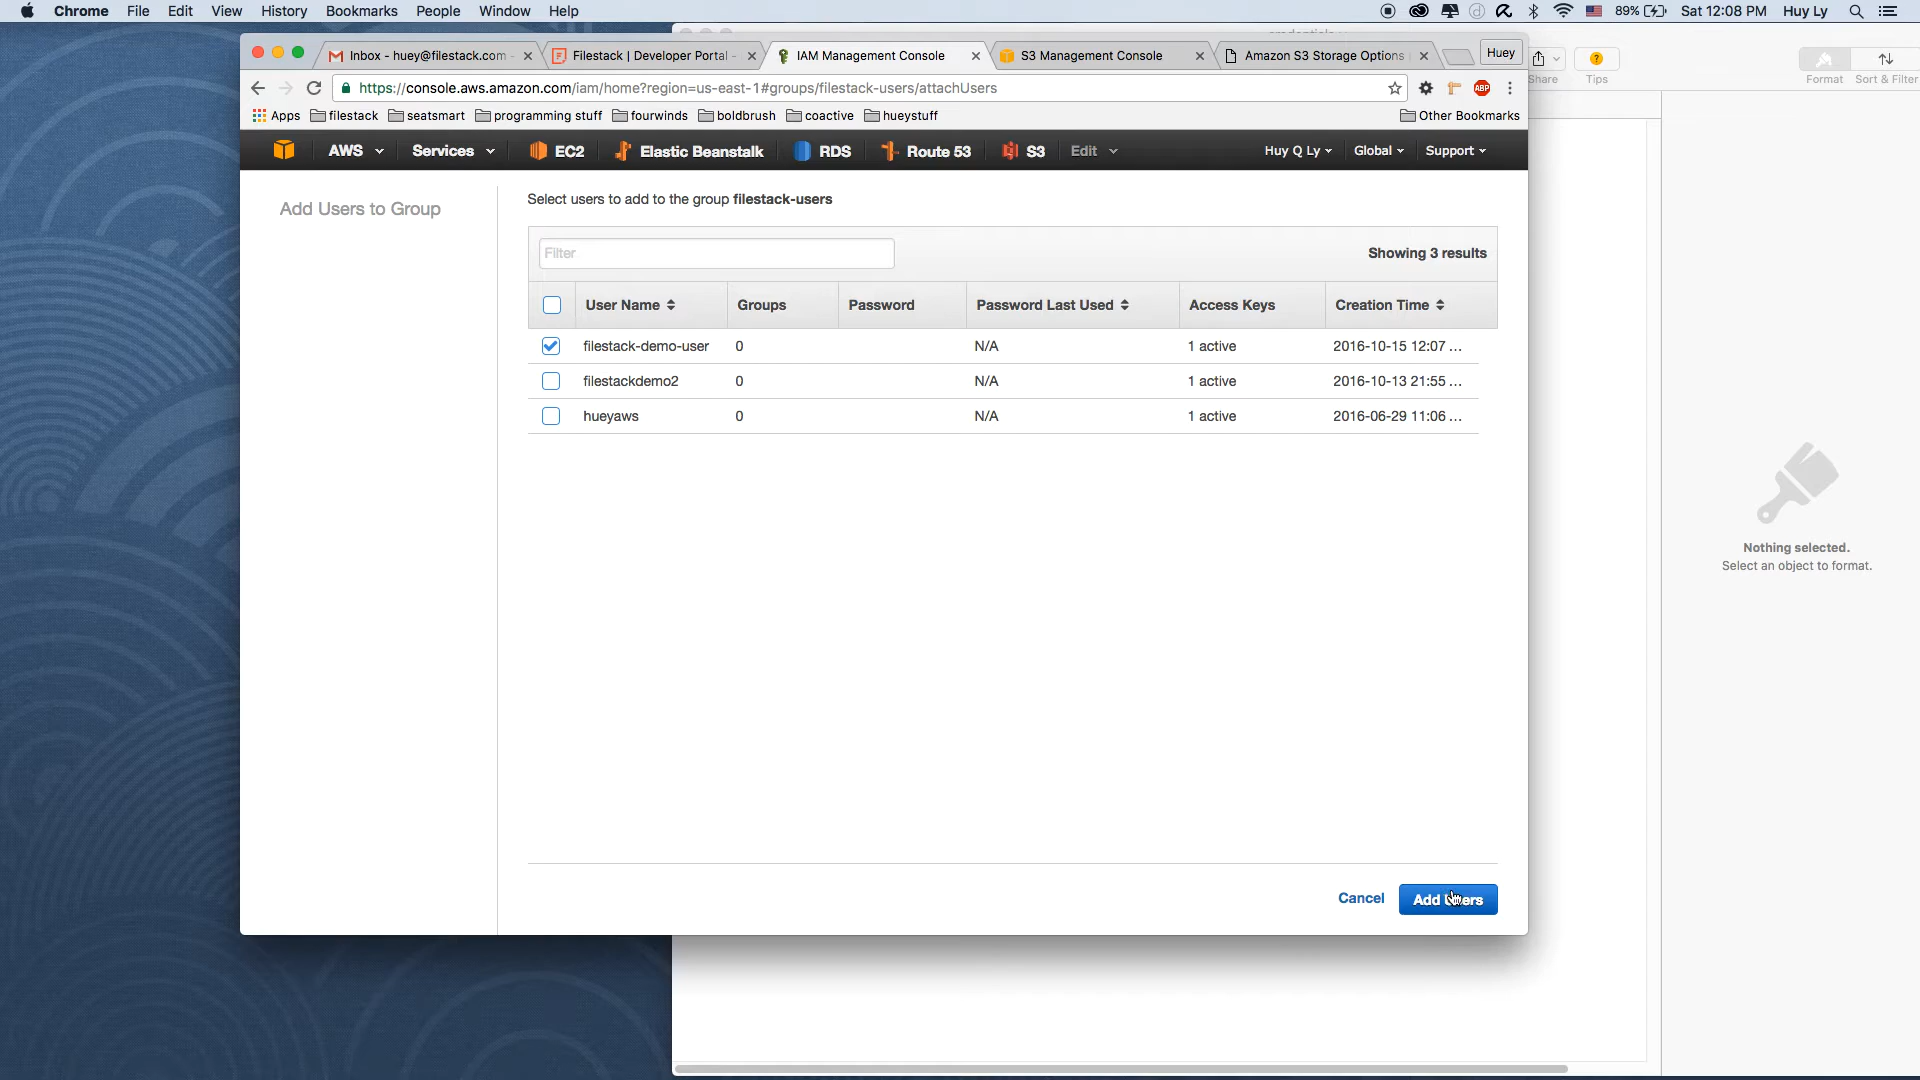 Chrome File Edit View History Bookmarks People Window Help
89% Sat 12:08 PM Huy Ly
Inbox - huey@filestack.com - Filestack | Developer Portal - IAM Management Console S3 Management Console Amazon S3 Storage Options Huey
https://console.aws.amazon.com/iam/home?region=us-east-1#groups/filestack-users/attachUsers
ABP
Apps filestack seatsmart programming stuff fourwinds boldbrush coactive hueystuff Other Bookmarks
AWS Services EC2 Elastic Beanstalk RDS Route 53 S3 Edit Huy Q Ly Global Support
Share Tips Format Sort & Filter
Add Users to Group
Select users to add to the group filestack-users
Filter
Showing 3 results
User Name Groups Password Password Last Used Access Keys Creation Time
filestack-demo-user 0 N/A 1 active 2016-10-15 12:07 ...
filestackdemo2 0 N/A 1 active 2016-10-13 21:55 ...
hueyaws 0 N/A 1 active 2016-06-29 11:06 ...
Nothing selected.
Select an object to format.
Cancel Add Users